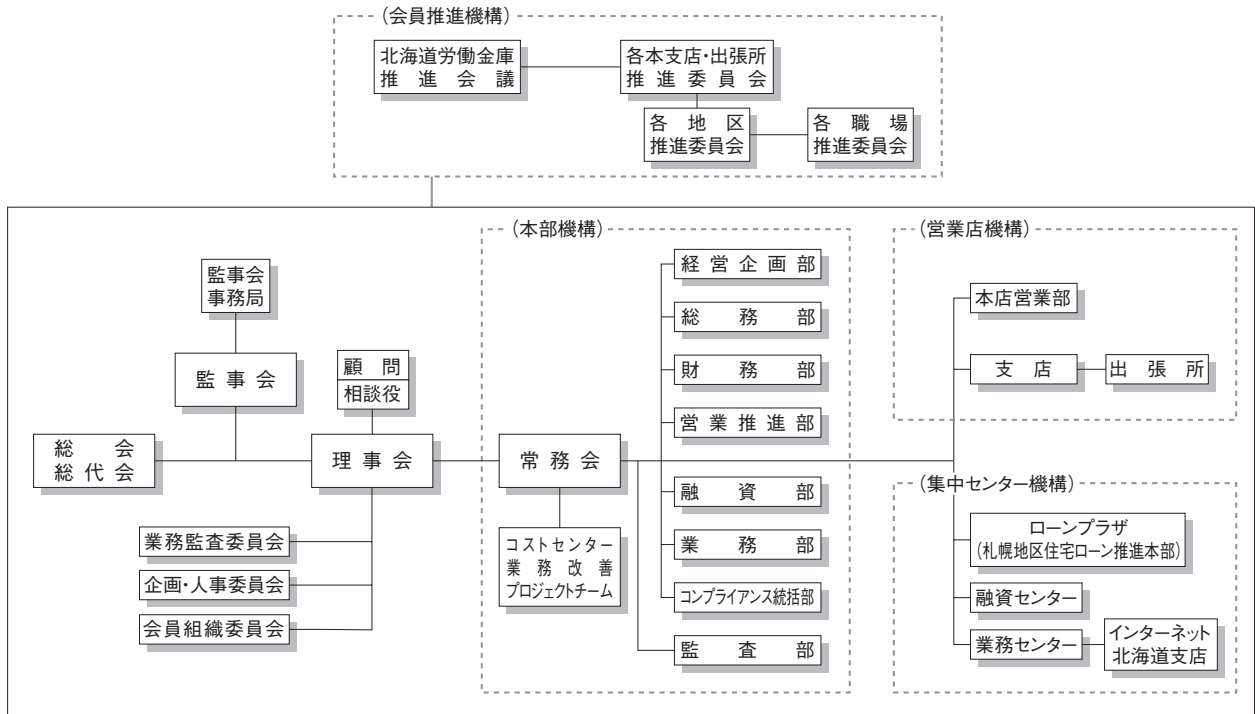 （会員推進機構）
北海道労働金庫
推進会議
各本支店・出張所
推進委員会
各地区
推進委員会
各職場
推進委員会
（本部機構）
（営業店機構）
監事会
事務局
監事会
顧問
相談役
総会
総代会
理事会
業務監査委員会
企画・人事委員会
会員組織委員会
常務会
コストセンター
業務改善
プロジェクトチーム
経営企画部
総務部
財務部
営業推進部
融資部
業務部
コンプライアンス統括部
監査部
本店営業部
支店
出張所
（集中センター機構）
ローンプラザ
（札幌地区住宅ローン推進本部）
融資センター
業務センター
インターネット
北海道支店